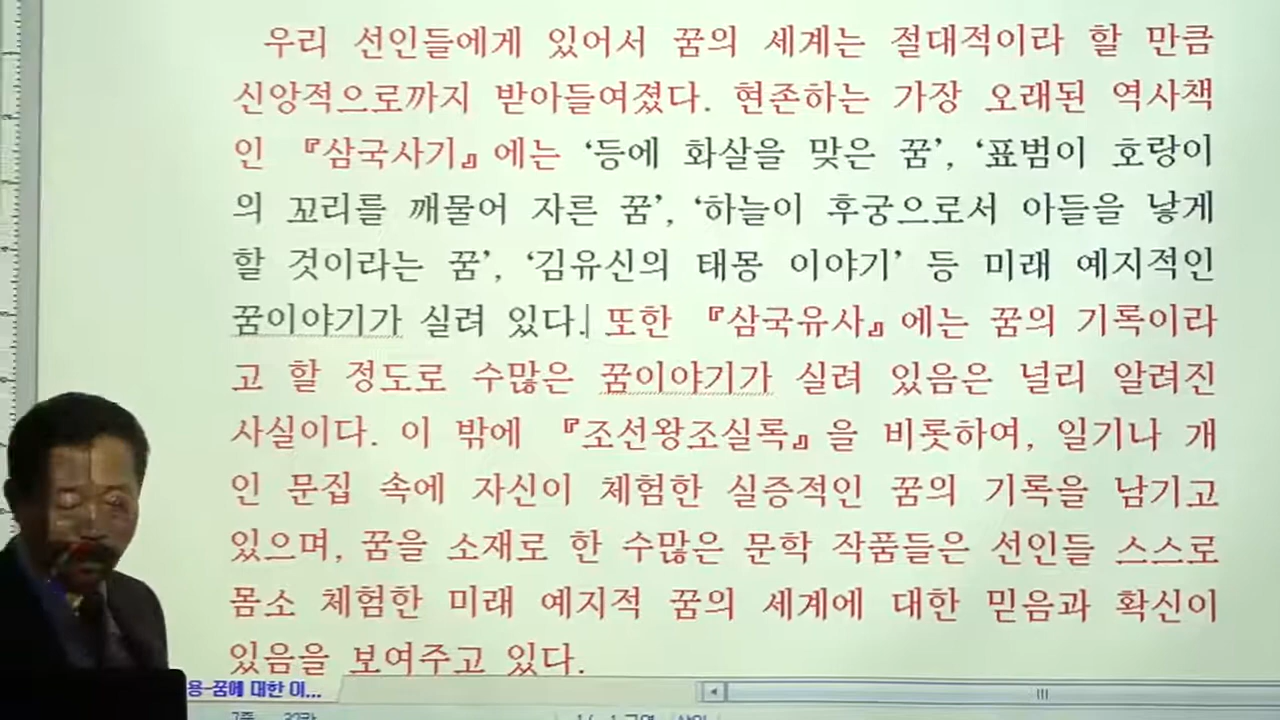 우리 선인들에게 있어서 꿈의 세계는 절대적이라 할 만큼
신앙적으로까지 받아들여졌다. 현존하는 가장 오래된 역사책
인 『삼국사기』에는 ‘등에 화살을 맞은 꿈’, ‘표범이 호랑이
의 꼬리를 깨물어 자른 꿈’, ‘하늘이 후궁으로서 아들을 낳게
할 것이라는 꿈’, ‘김유신의 태몽 이야기’ 등 미래 예지적인
꿈이야기가 실려 있다. 또한 『삼국유사』에는 꿈의 기록이라
고 할 정도로 수많은 꿈이야기가 실려 있음은 널리 알려진
사실이다. 이 밖에 『조선왕조실록』을 비롯하여, 일기나 개
인 문집 속에 자신이 체험한 실증적인 꿈의 기록을 남기고
있으며, 꿈을 소재로 한 수많은 문학 작품들은 선인들 스스로
몸소 체험한 미래 예지적 꿈의 세계에 대한 믿음과 확신이
있음을 보여주고 있다.
용-꿈에 대한 이...